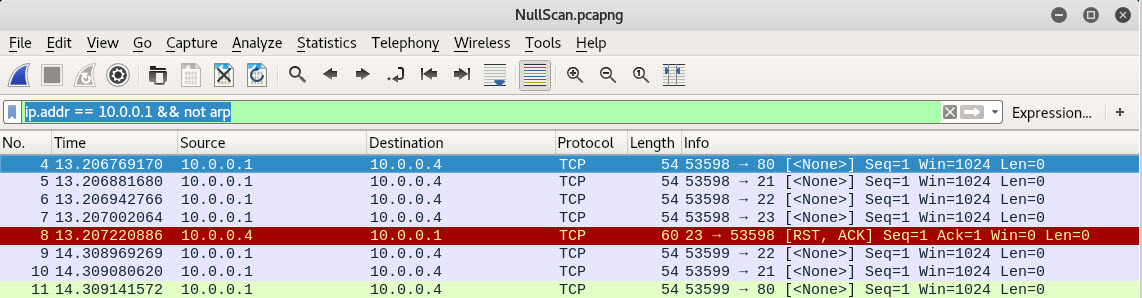 NullScan.pcapng
File Edit View Go Capture Analyze Statistics Telephony Wireless Tools Help
ip.addr == 10.0.0.1 && not arp Expression... +
No. Time Source Destination Protocol Length Info
4 13.206769170 10.0.0.1 10.0.0.4 TCP 54 53598 → 80 [<None>] Seq=1 Win=1024 Len=0
5 13.206881680 10.0.0.1 10.0.0.4 TCP 54 53598 → 21 [<None>] Seq=1 Win=1024 Len=0
6 13.206942766 10.0.0.1 10.0.0.4 TCP 54 53598 → 22 [<None>] Seq=1 Win=1024 Len=0
7 13.207002064 10.0.0.1 10.0.0.4 TCP 54 53598 → 23 [<None>] Seq=1 Win=1024 Len=0
8 13.207220886 10.0.0.4 10.0.0.1 TCP 60 23 → 53598 [RST, ACK] Seq=1 Ack=1 Win=0 Len=0
9 14.308969269 10.0.0.1 10.0.0.4 TCP 54 53599 → 22 [<None>] Seq=1 Win=1024 Len=0
10 14.309080620 10.0.0.1 10.0.0.4 TCP 54 53599 → 21 [<None>] Seq=1 Win=1024 Len=0
11 14.309141572 10.0.0.1 10.0.0.4 TCP 54 53599 → 80 [<None>] Seq=1 Win=1024 Len=0